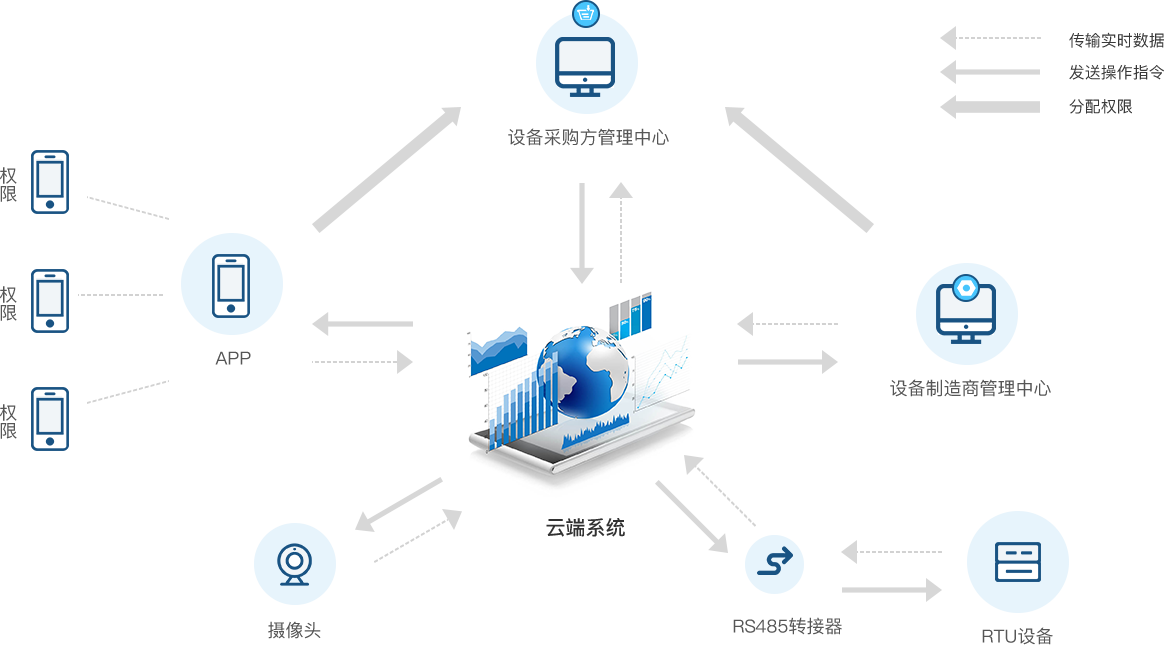 传输实时数据
发送操作指令
分配权限
设备采购方管理中心
权
限
权
限
权
限
APP
设备制造商管理中心
云端系统
摄像头
RS485转接器
RTU设备